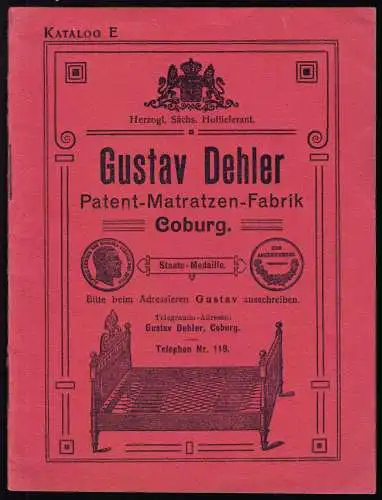 KATALOG E
Herzogl. Sächs. Hoflieferant.
Gustav Dehler
Patent-Matratzen-Fabrik
Coburg.
Staats-Medaille.
Bitte beim Adressieren Gustav ausschreiben.
Telegramm-Adresse:
Gustav Dehler, Coburg.
Telephon Nr. 118.